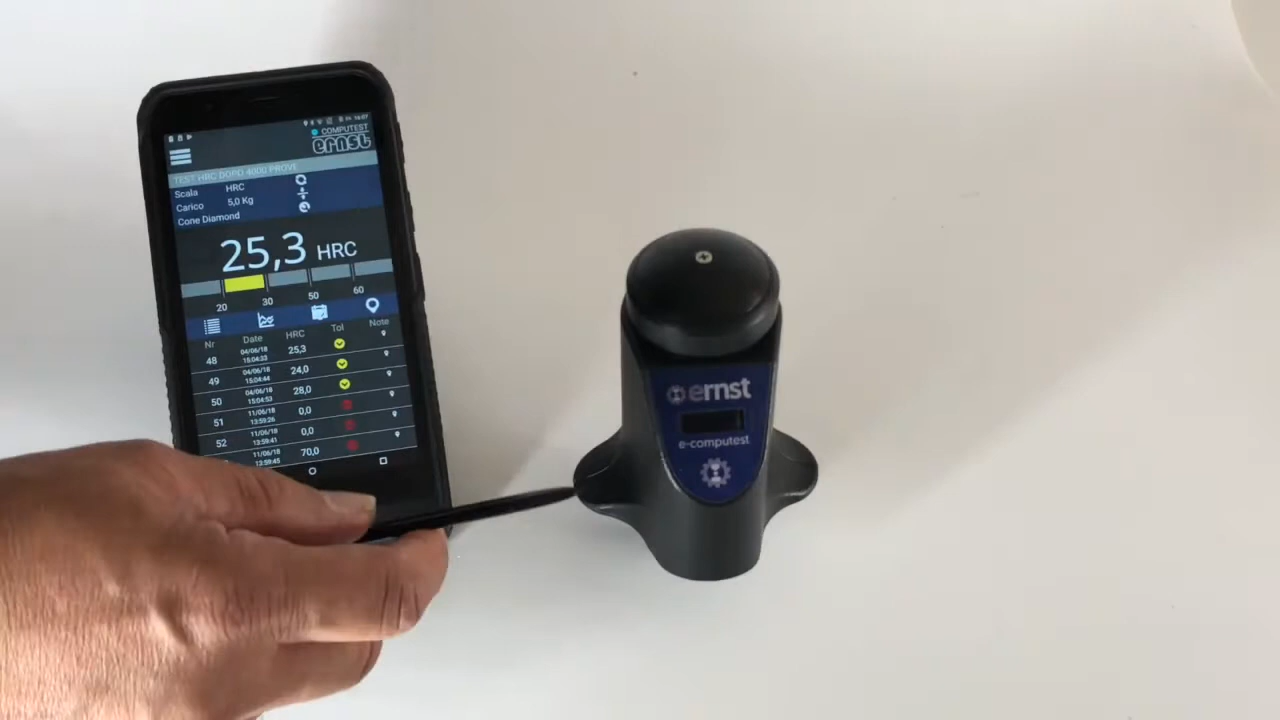 16:07
COMPUTEST
ernst
TEST HRC DOPO 4000 PROVE
Scala HRC
Carico 5,0 Kg
Cone Diamond
25,3 HRC
20 30 50 60
Nr Date HRC Tol Note
48 04/06/18 15:04:33 25,3
49 04/06/18 15:04:44 24,0
50 04/06/18 15:04:53 28,0
51 11/06/18 13:59:26 0,0
52 11/06/18 13:59:41 0,0
11/06/18 13:59:45 70,0
ernst
e-computest